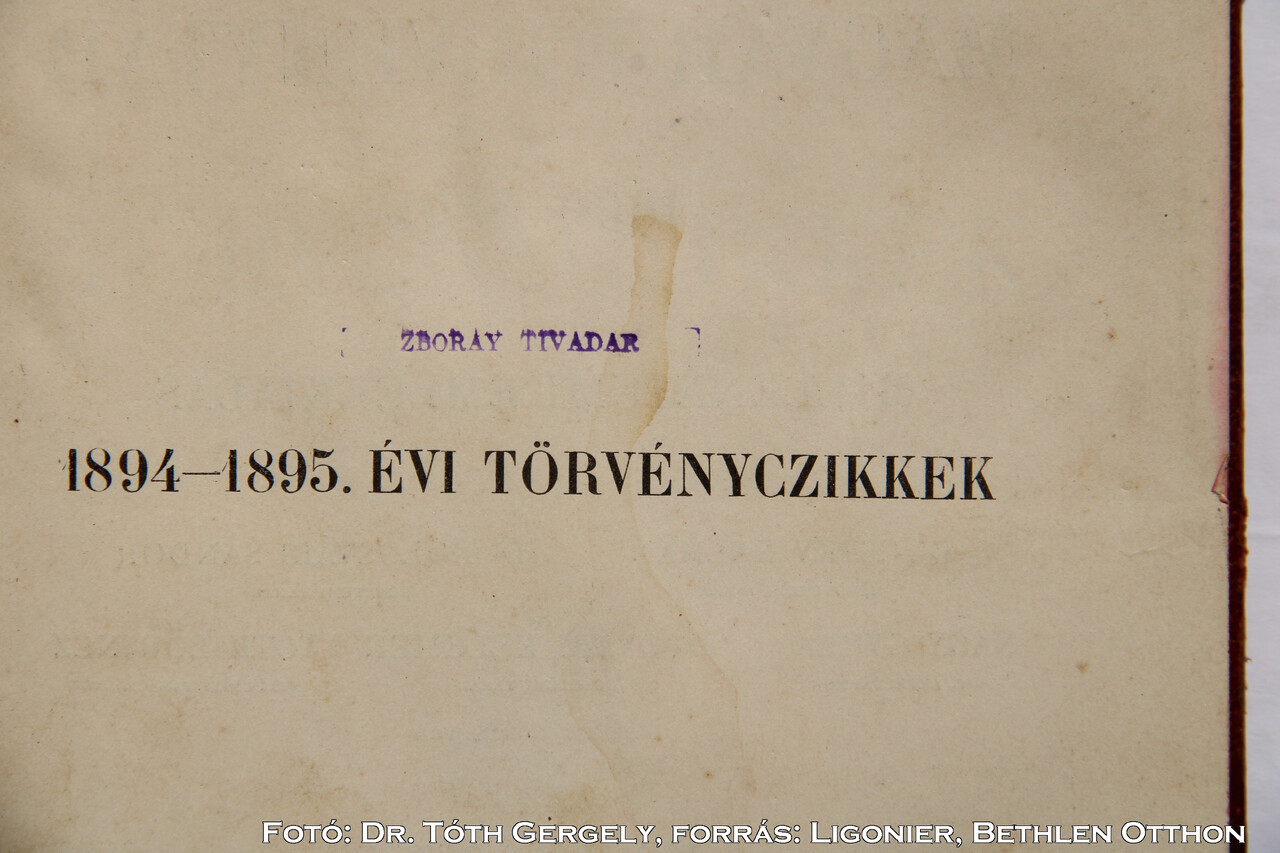 ZBORAY TIVADAR
1894—1895. ÉVI TÖRVÉNYCZIKKEK
FOTÓ: DR. TÓTH GERGELY, FORRÁS: LIGONIER, BETHLEN OTTHON